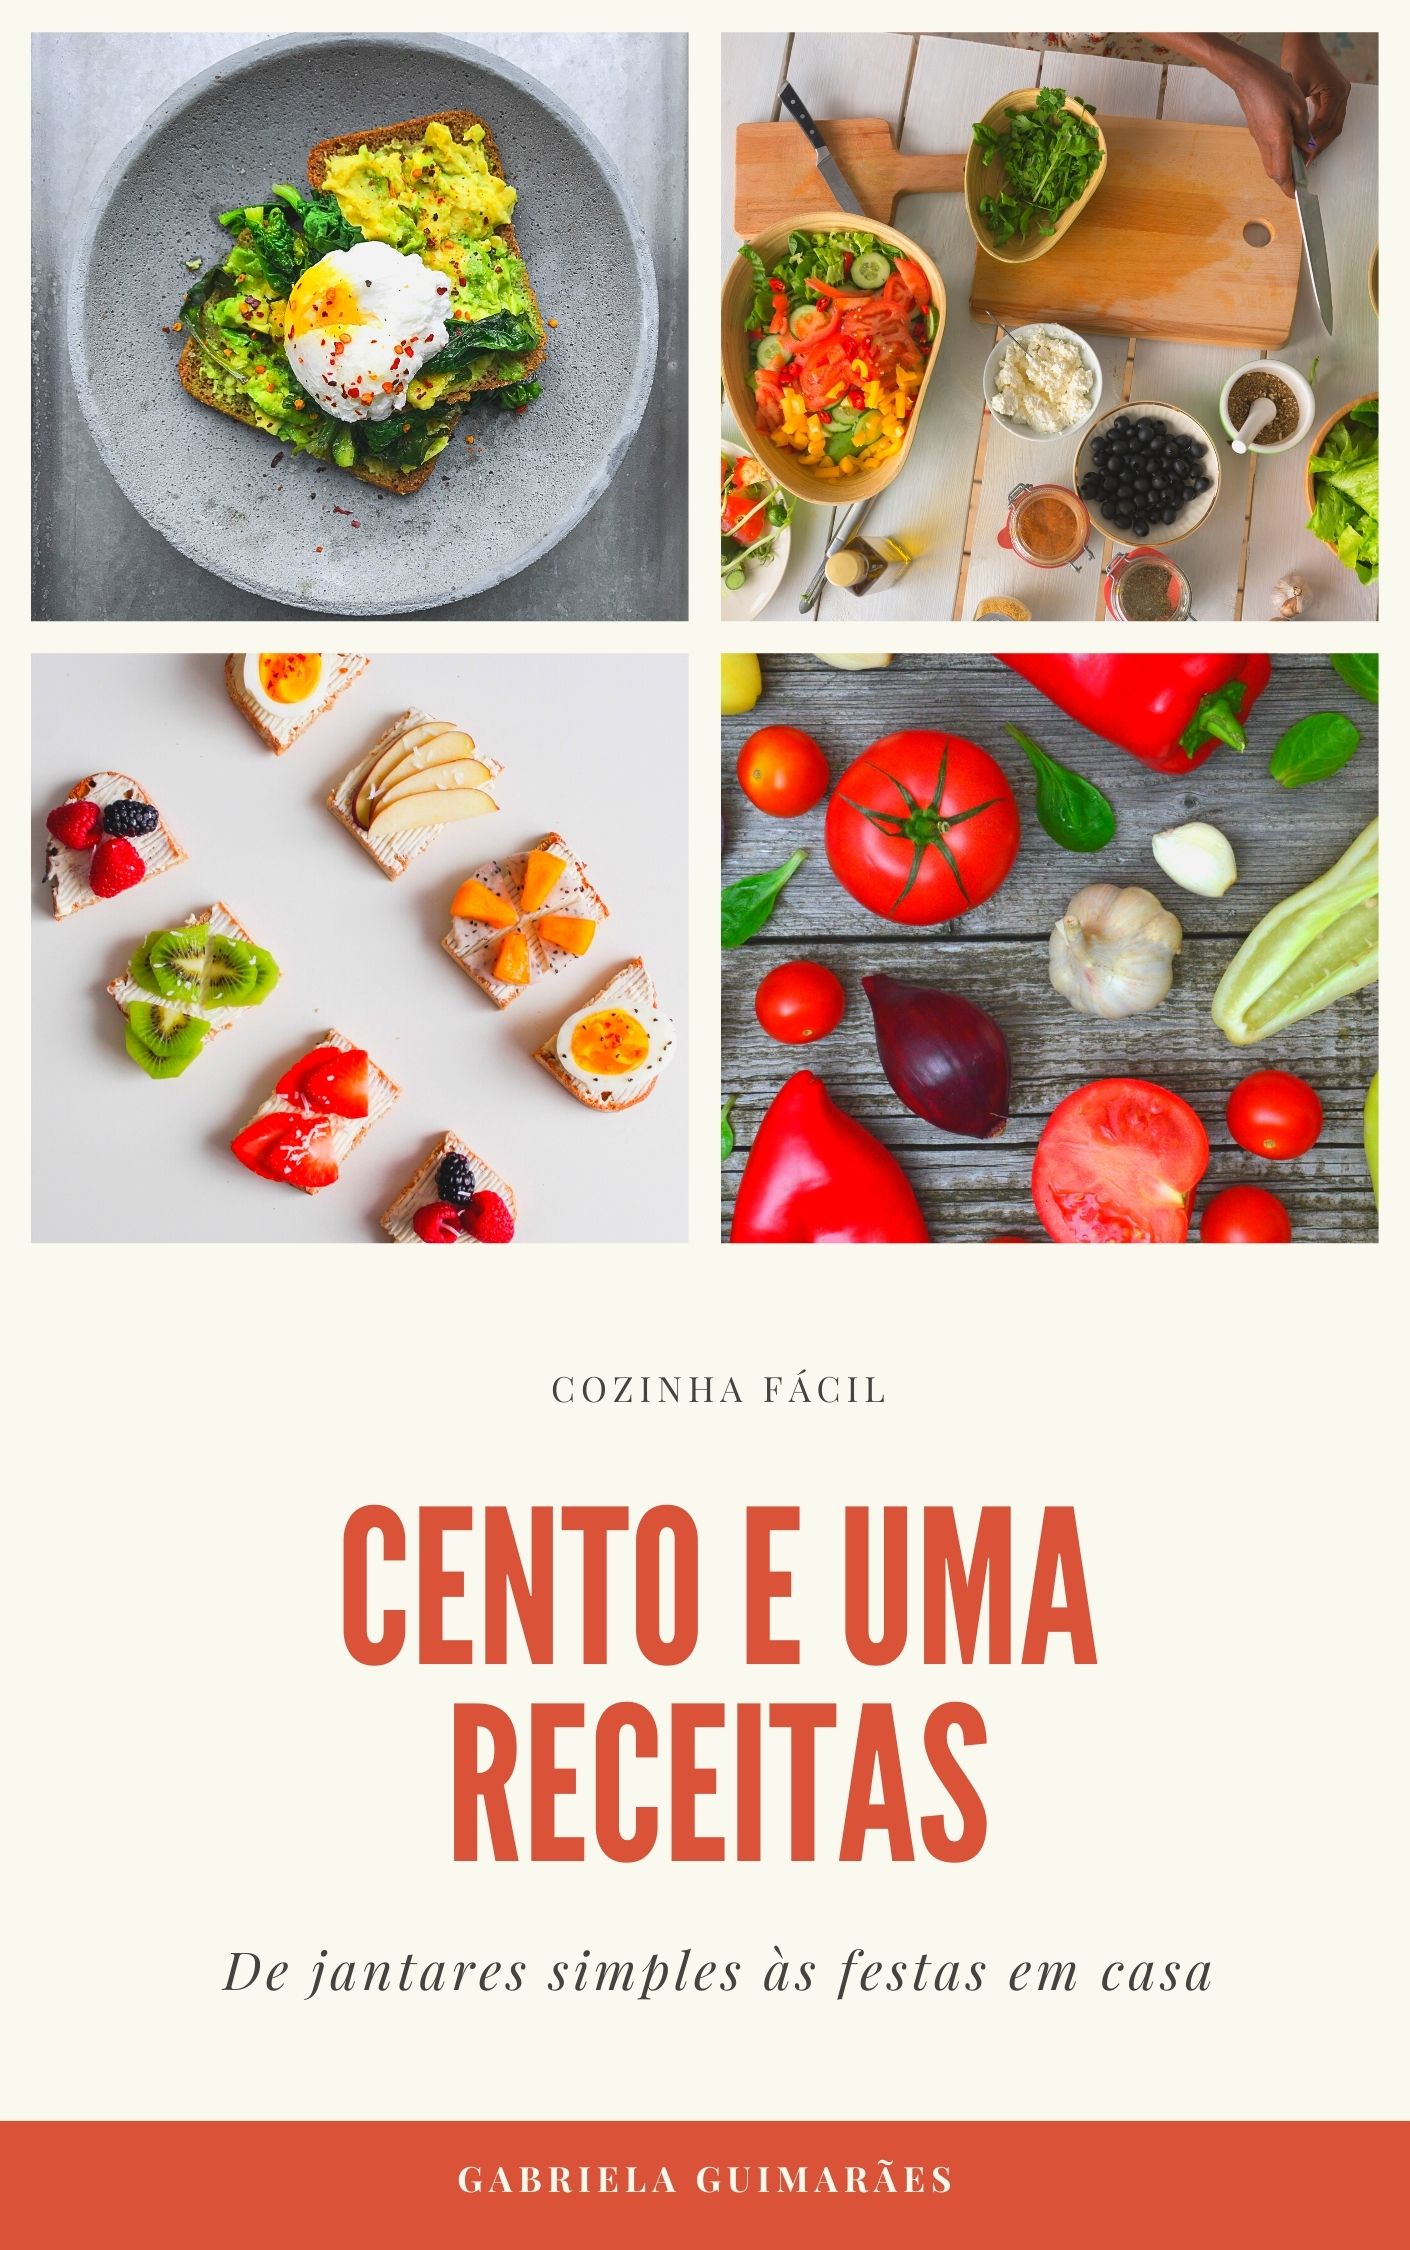 COZINHA FÁCIL
CENTO E UMA
RECEITAS
De jantares simples às festas em casa
GABRIELA GUIMARÃES